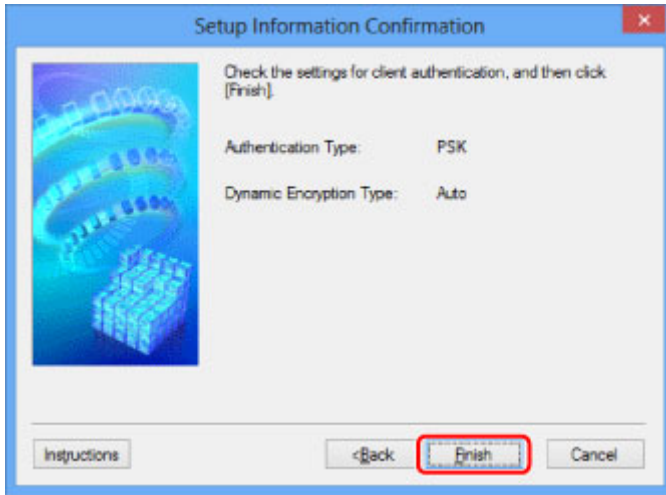 Setup Information Confirmation
Check the settings for client authentication, and then click
[Finish].
Authentication Type: PSK
Dynamic Encryption Type: Auto
Instructions <Back Finish Cancel